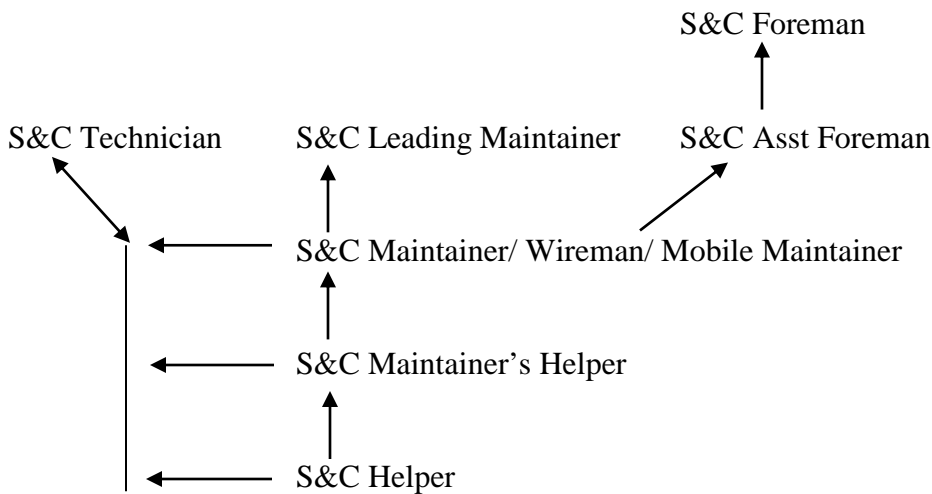 S&C Foreman
S&C Technician
S&C Leading Maintainer
S&C Asst Foreman
S&C Maintainer/ Wireman/ Mobile Maintainer
S&C Maintainer’s Helper
S&C Helper